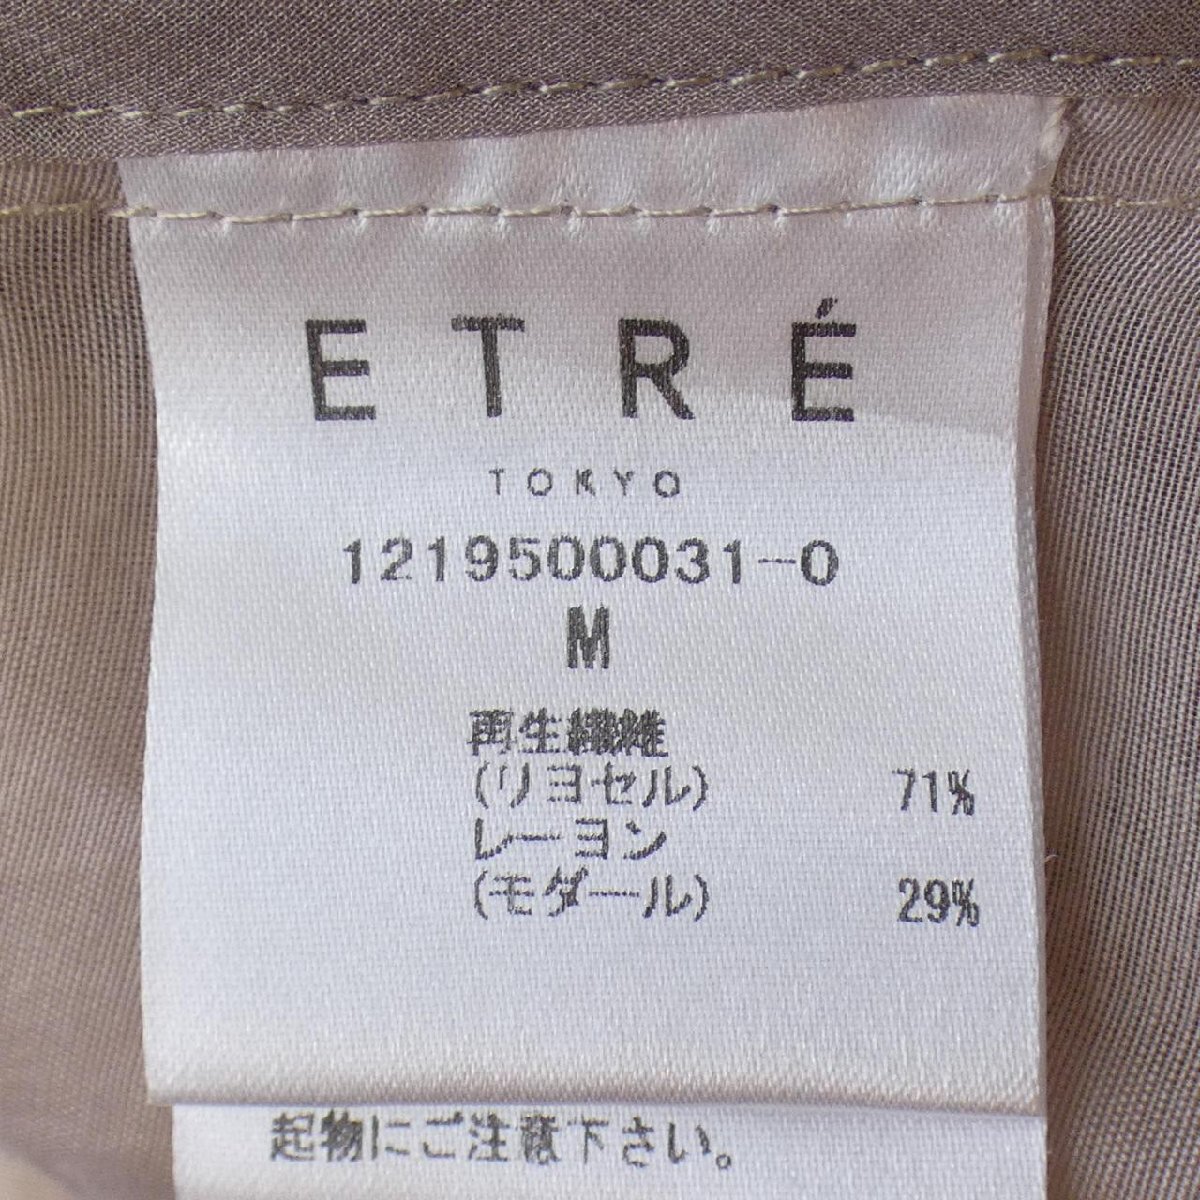 ETRÉ
TOKYO
1219500031-0
M
再生繊維
(リヨセル) 71%
レーヨン
(モダール) 29%
起物にご注意下さい。